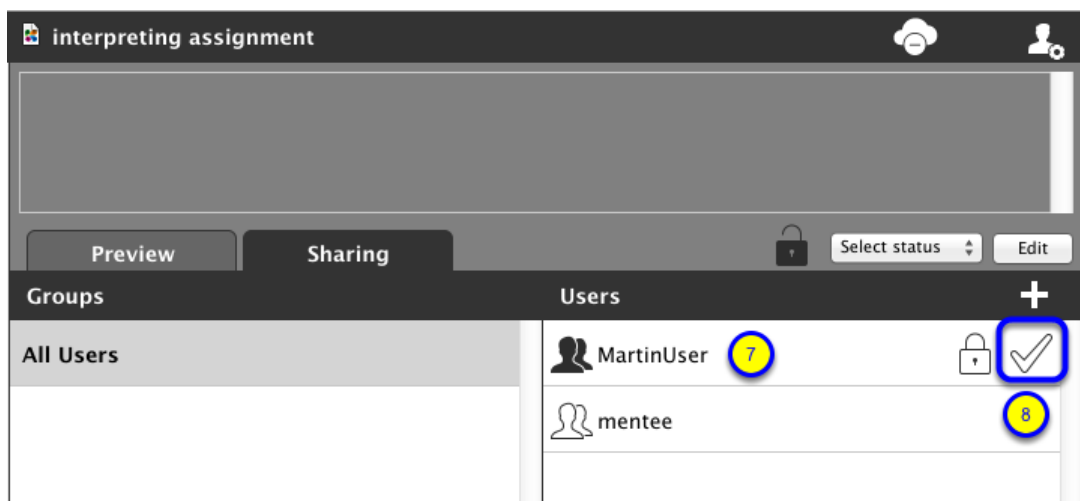 interpreting assignment
Preview Sharing Select status Edit
Groups Users
All Users MartinUser 7
mentee 8